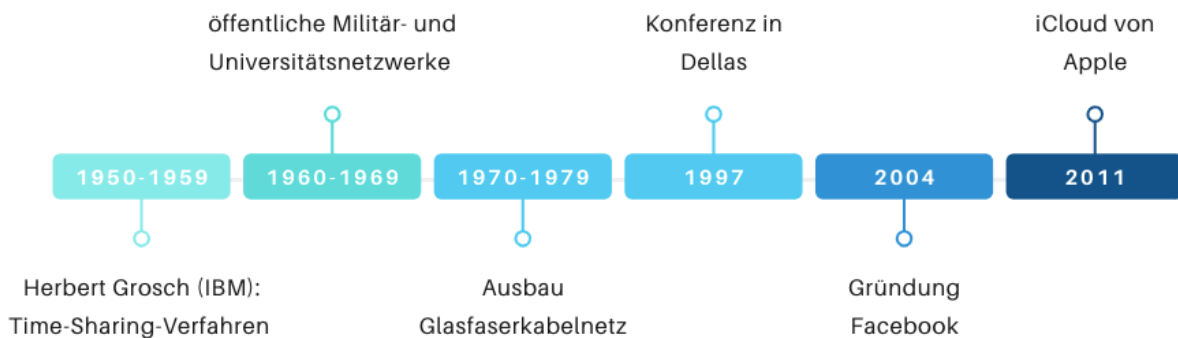 öffentliche Militär- und
Universitätsnetzwerke
Konferenz in
Dellas
iCloud von
Apple
1950-1959
1960-1969
1970-1979
1997
2004
2011
Herbert Grosch (IBM):
Time-Sharing-Verfahren
Ausbau
Glasfaserkabelnetz
Gründung
Facebook